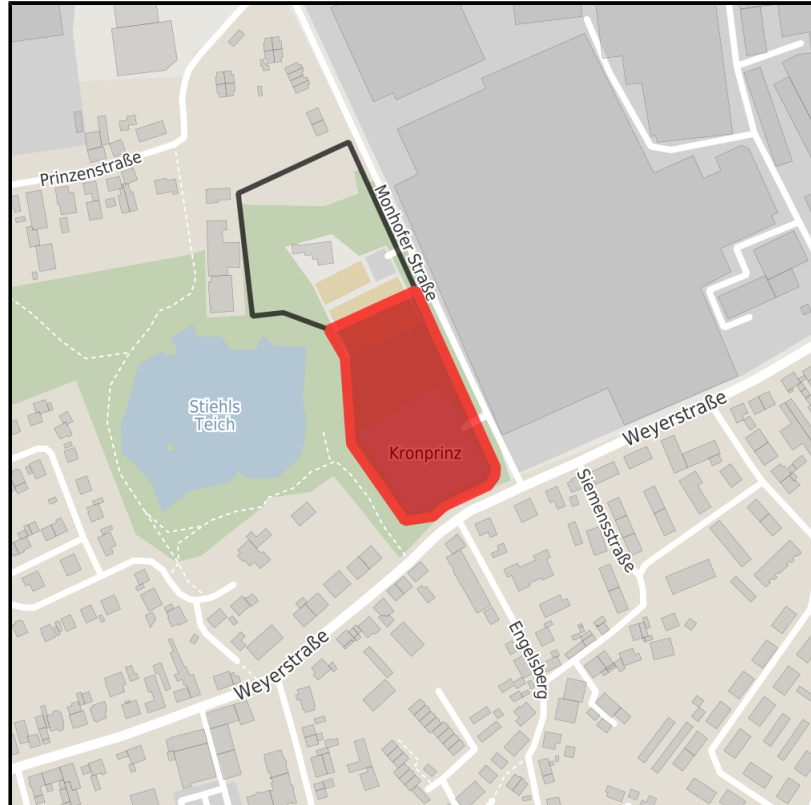 Prinzenstraße
Monhofer Straße
Stiehls
Teich
Kronprinz
Weyerstraße
Siemensstraße
Engelsberg
Weyerstraße